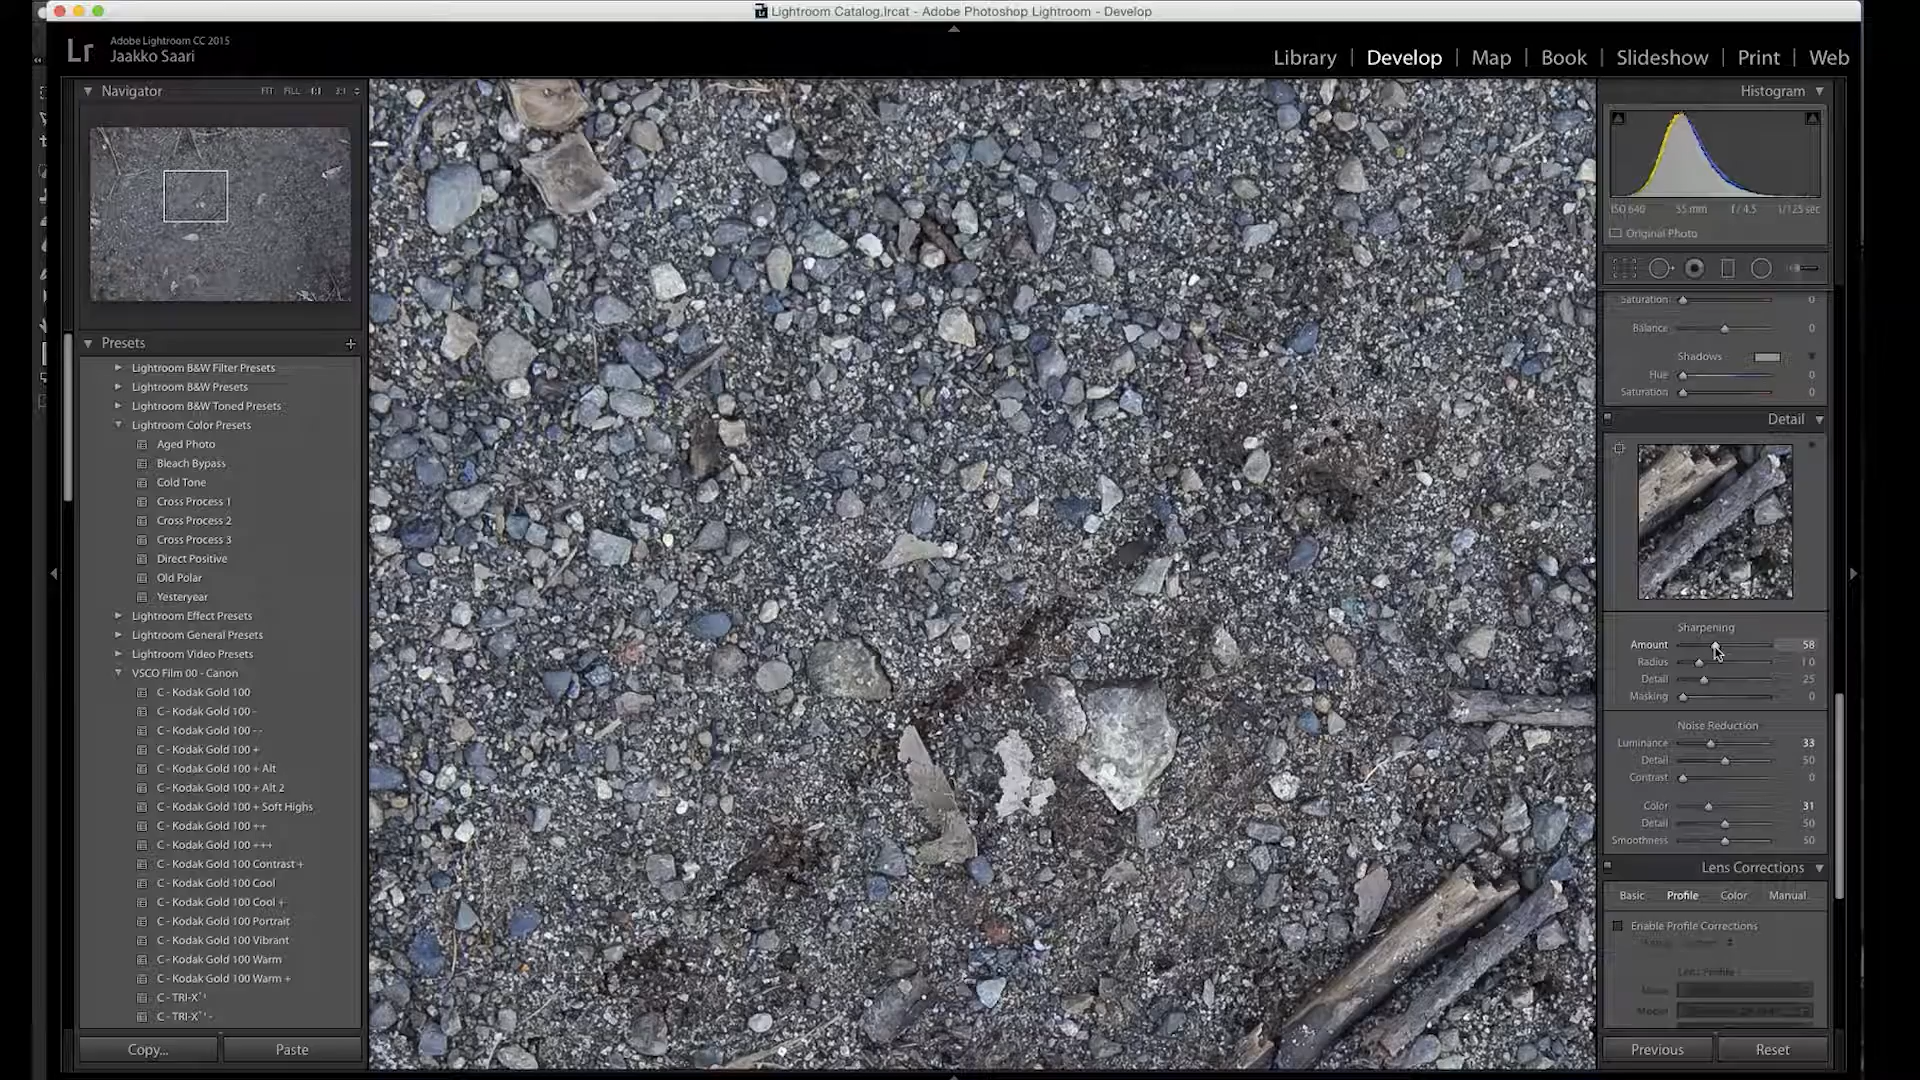 Lightroom Catalog.lrcat - Adobe Photoshop Lightroom - Develop
Lr
Adobe Lightroom CC 2015
Jaakko Saari
Library | Develop | Map | Book | Slideshow | Print | Web
Navigator
FIT FILL 1:1 3:1
Histogram
ISO 640 55 mm f / 4.5 1/125 sec
Original Photo
Presets
Lightroom B&W Filter Presets
Lightroom B&W Presets
Lightroom B&W Toned Presets
Lightroom Color Presets
Aged Photo
Bleach Bypass
Cold Tone
Cross Process 1
Cross Process 2
Cross Process 3
Direct Positive
Old Polar
Yesteryear
Lightroom Effect Presets
Lightroom General Presets
Lightroom Video Presets
VSCO Film 00 - Canon
C - Kodak Gold 100
C - Kodak Gold 100 -
C - Kodak Gold 100 - -
C - Kodak Gold 100 +
C - Kodak Gold 100 + Alt
C - Kodak Gold 100 + Alt 2
C - Kodak Gold 100 + Soft Highs
C - Kodak Gold 100 ++
C - Kodak Gold 100 +++
C - Kodak Gold 100 Contrast +
C - Kodak Gold 100 Cool
C - Kodak Gold 100 Cool +
C - Kodak Gold 100 Portrait
C - Kodak Gold 100 Vibrant
C - Kodak Gold 100 Warm
C - Kodak Gold 100 Warm +
C - TRI-X
C - TRI-X -
Copy...
Paste
Saturation 0
Balance 0
Shadows
Hue 0
Saturation 0
Detail
Sharpening
Amount 58
Radius 1.0
Detail 25
Masking 0
Noise Reduction
Luminance 33
Detail 50
Contrast 0
Color 31
Detail 50
Smoothness 50
Lens Corrections
Basic Profile Color Manual
Enable Profile Corrections
Lens Profile
Make
Model
Previous
Reset